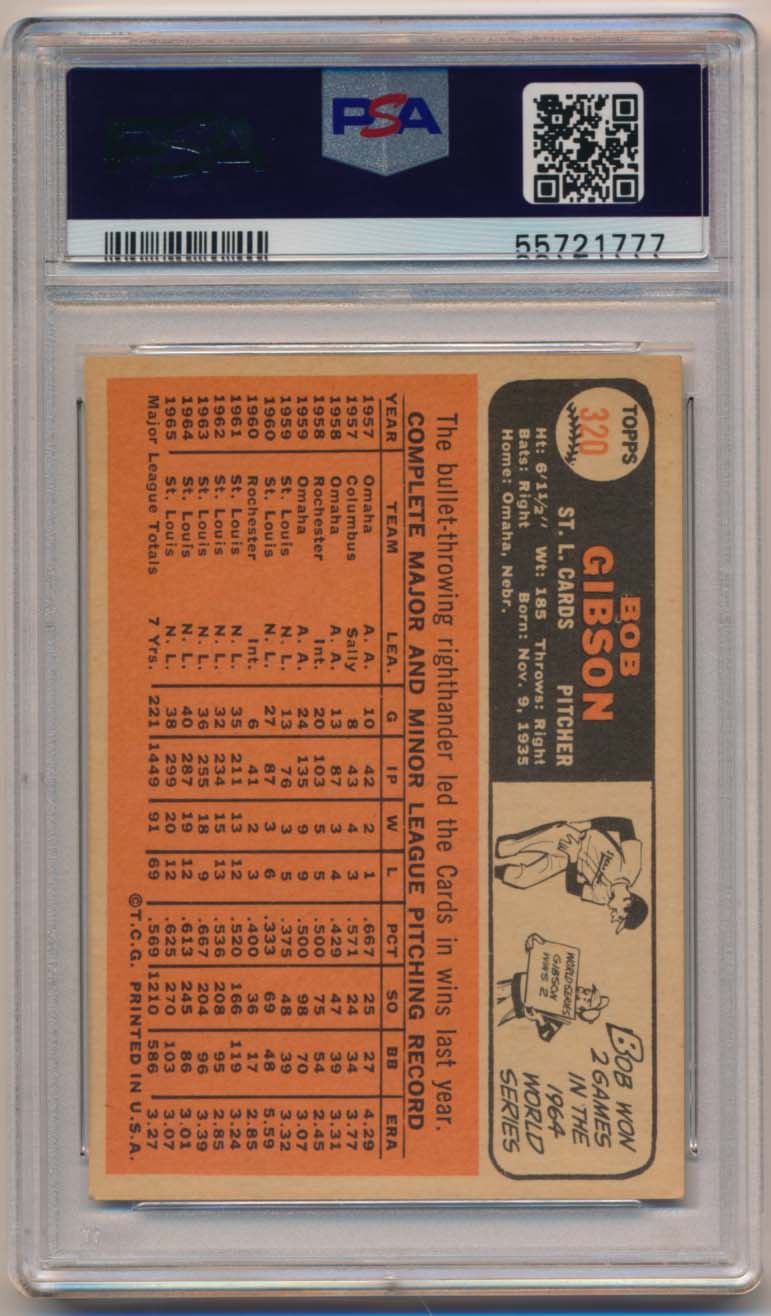 PSA
55721777
TOPPS
320
BOB
GIBSON
ST. L. CARDS PITCHER
Ht: 6/1½" Wt: 185 Throws: Right
Bats: Right Born: Nov. 9, 1935
Home: Omaha, Nebr.
WORLD SERIES
GIBSON
WINS 2
BOB WON
2 GAMES
IN THE
1964
WORLD
SERIES
The bullet-throwing righthander led the Cards in wins last year.
COMPLETE MAJOR AND MINOR LEAGUE PITCHING RECORD
YEAR TEAM LEA. G IP W L PCT SO BB ERA
1957 Omaha A. A. 10 42 2 1 .667 25 27 4.29
1957 Columbus Sally 8 43 4 3 .571 24 34 3.77
1958 Omaha A. A. 13 87 3 4 .429 47 39 3.31
1958 Rochester Int. 20 103 5 5 .500 75 54 2.45
1959 Omaha A. A. 24 135 9 9 .500 98 70 3.07
1959 St. Louis N. L. 13 76 3 5 .375 48 39 3.32
1960 St. Louis N. L. 27 87 3 6 .333 69 48 5.59
1960 Rochester Int. 6 41 2 3 .400 36 17 2.85
1961 St. Louis N. L. 35 211 13 12 .520 166 119 3.24
1962 St. Louis N. L. 32 234 15 13 .536 208 95 2.85
1963 St. Louis N. L. 36 255 18 9 .667 204 96 3.39
1964 St. Louis N. L. 40 287 19 12 .613 245 86 3.01
1965 St. Louis N. L. 38 299 20 12 .625 270 103 3.07
Major League Totals 7 Yrs. 221 1449 91 69 .569 1210 586 3.27
©T.C.G. PRINTED IN U.S.A.